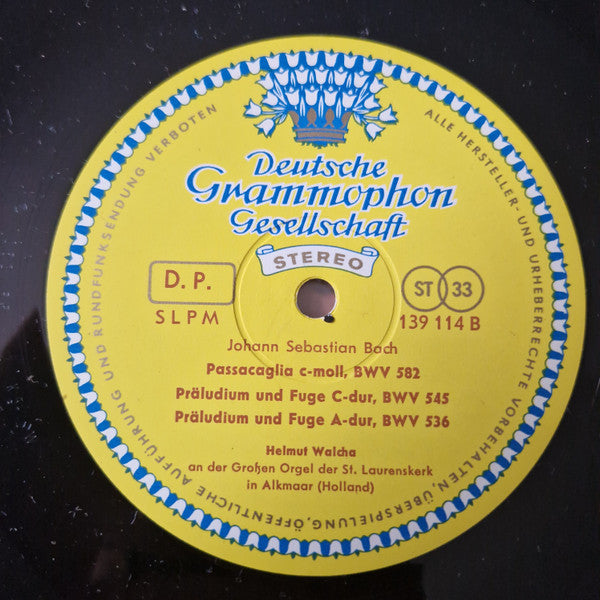 ALLE HERSTELLER- UND URHEBERRECHTE VORBEHALTEN, ÜBERSPIELUNG, ÖFFENTLICHE AUFFÜHRUNG UND RUNDFUNKSENDUNG VERBOTEN
Deutsche
Grammophon
Gesellschaft
STEREO
D. P.
ST 33
SLPM
139 114 B
Johann Sebastian Bach
Passacaglia c-moll, BWV 582
Präludium und Fuge C-dur, BWV 545
Präludium und Fuge A-dur, BWV 536
Helmut Walcha
an der Großen Orgel der St. Laurenskerk
in Alkmaar (Holland)